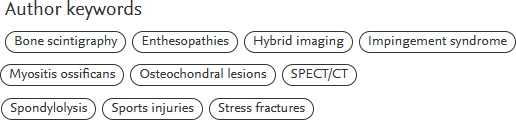 Author keywords
Bone scintigraphy Enthesopathies Hybrid imaging Impingement syndrome
Myositis ossificans Osteochondral lesions SPECT/CT
Spondylolysis Sports injuries Stress fractures